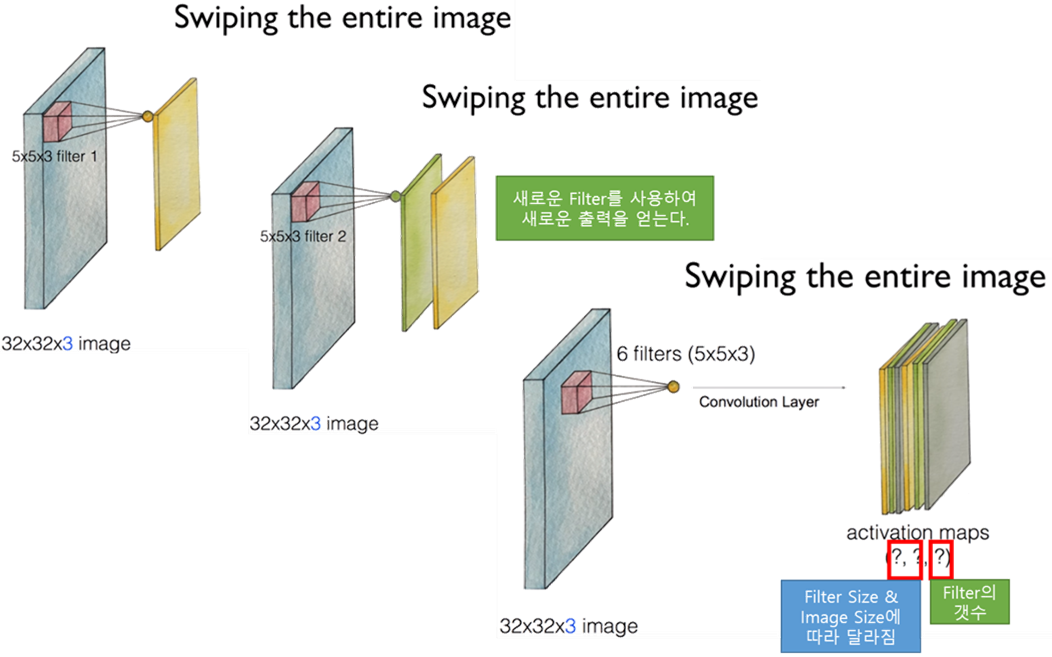 Swiping the entire image
5x5x3 filter 1
32x32x3 image
Swiping the entire image
5x5x3 filter 2
32x32x3 image
새로운 Filter를 사용하여
새로운 출력을 얻는다.
Swiping the entire image
6 filters (5x5x3)
Convolution Layer
32x32x3 image
activation maps
(?, ?, ?)
Filter Size &
Image Size에
따라 달라짐
Filter의
갯수